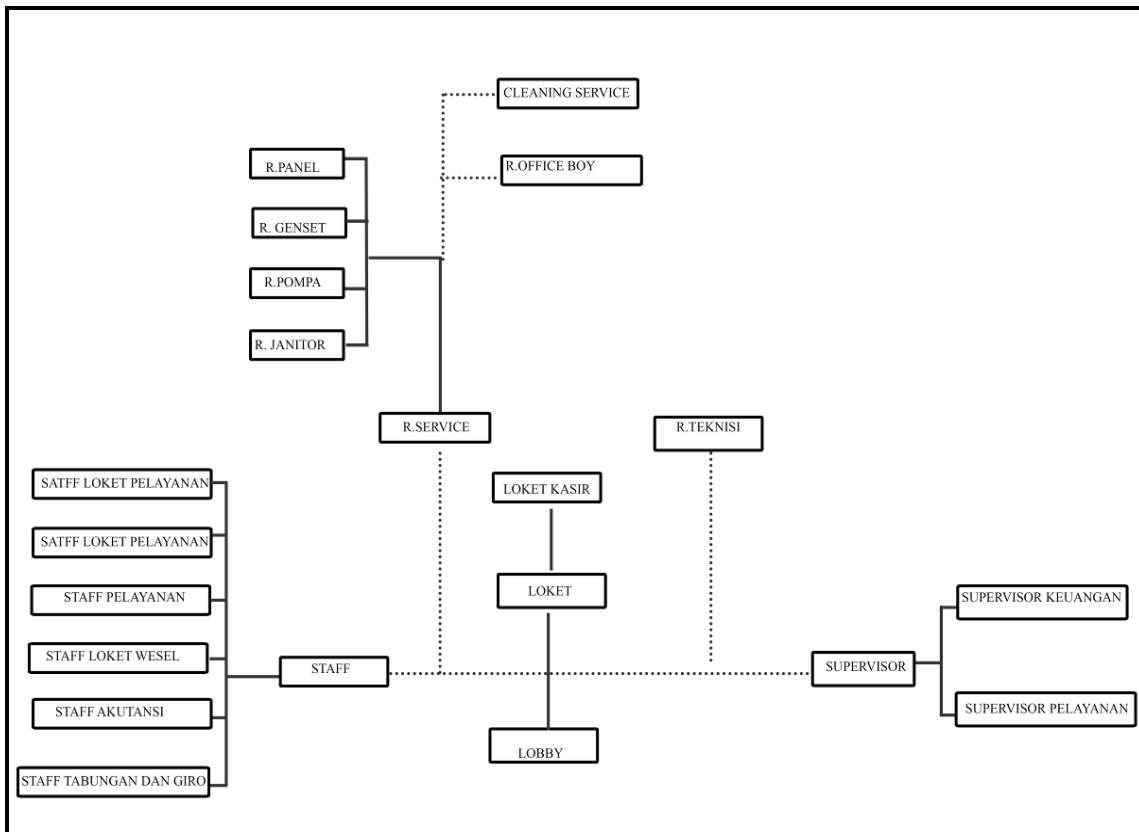 CLEANING SERVICE
R.PANEL
R.OFFICE BOY
R. GENSET
R.POMPA
R. JANITOR
R.SERVICE
R.TEKNISI
SATFF LOKET PELAYANAN
LOKET KASIR
SATFF LOKET PELAYANAN
LOKET
STAFF PELAYANAN
SUPERVISOR KEUANGAN
STAFF LOKET WESEL
STAFF
SUPERVISOR
STAFF AKUTANSI
SUPERVISOR PELAYANAN
LOBBY
STAFF TABUNGAN DAN GIRO